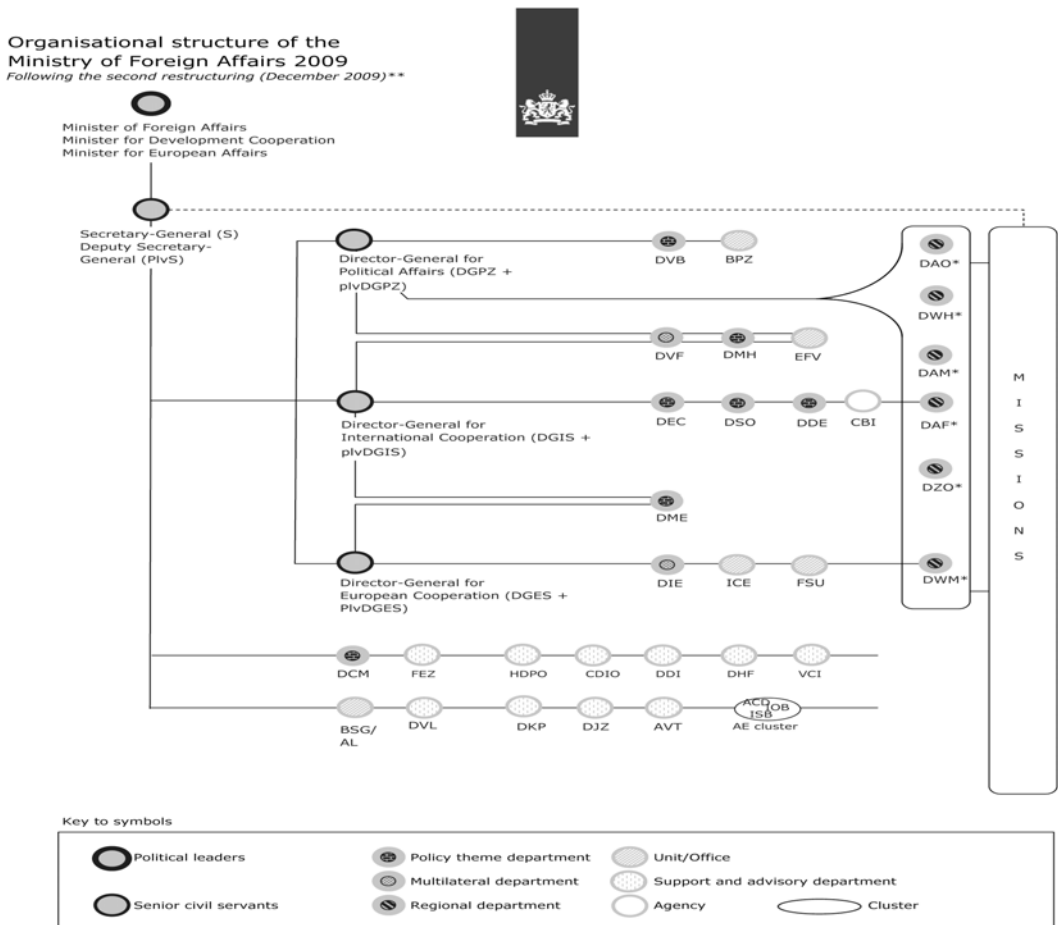 Organisational structure of the
Ministry of Foreign Affairs 2009
Following the second restructuring (December 2009)**
Minister of Foreign Affairs
Minister for Development Cooperation
Minister for European Affairs
Secretary-General (S)
Deputy Secretary-
General (PlvS)
Director-General for
Political Affairs (DGPZ +
plvDGPZ)
DVB
BPZ
DAO*
DWH*
DVF
DMH
EFV
DAM*
Director-General for
International Cooperation (DGIS +
plvDGIS)
DEC
DSO
DDE
CBI
DAF*
DZO*
DME
Director-General for
European Cooperation (DGES +
PlvDGES)
DIE
ICE
FSU
DWM*
M
I
S
S
I
O
N
S
DCM
FEZ
HDPO
CDIO
DDI
DHF
VCI
BSG/
AL
DVL
DKP
DJZ
AVT
ACD
IOB
ISB
AE cluster
Key to symbols
Political leaders
Policy theme department
Unit/Office
Multilateral department
Support and advisory department
Senior civil servants
Regional department
Agency
Cluster